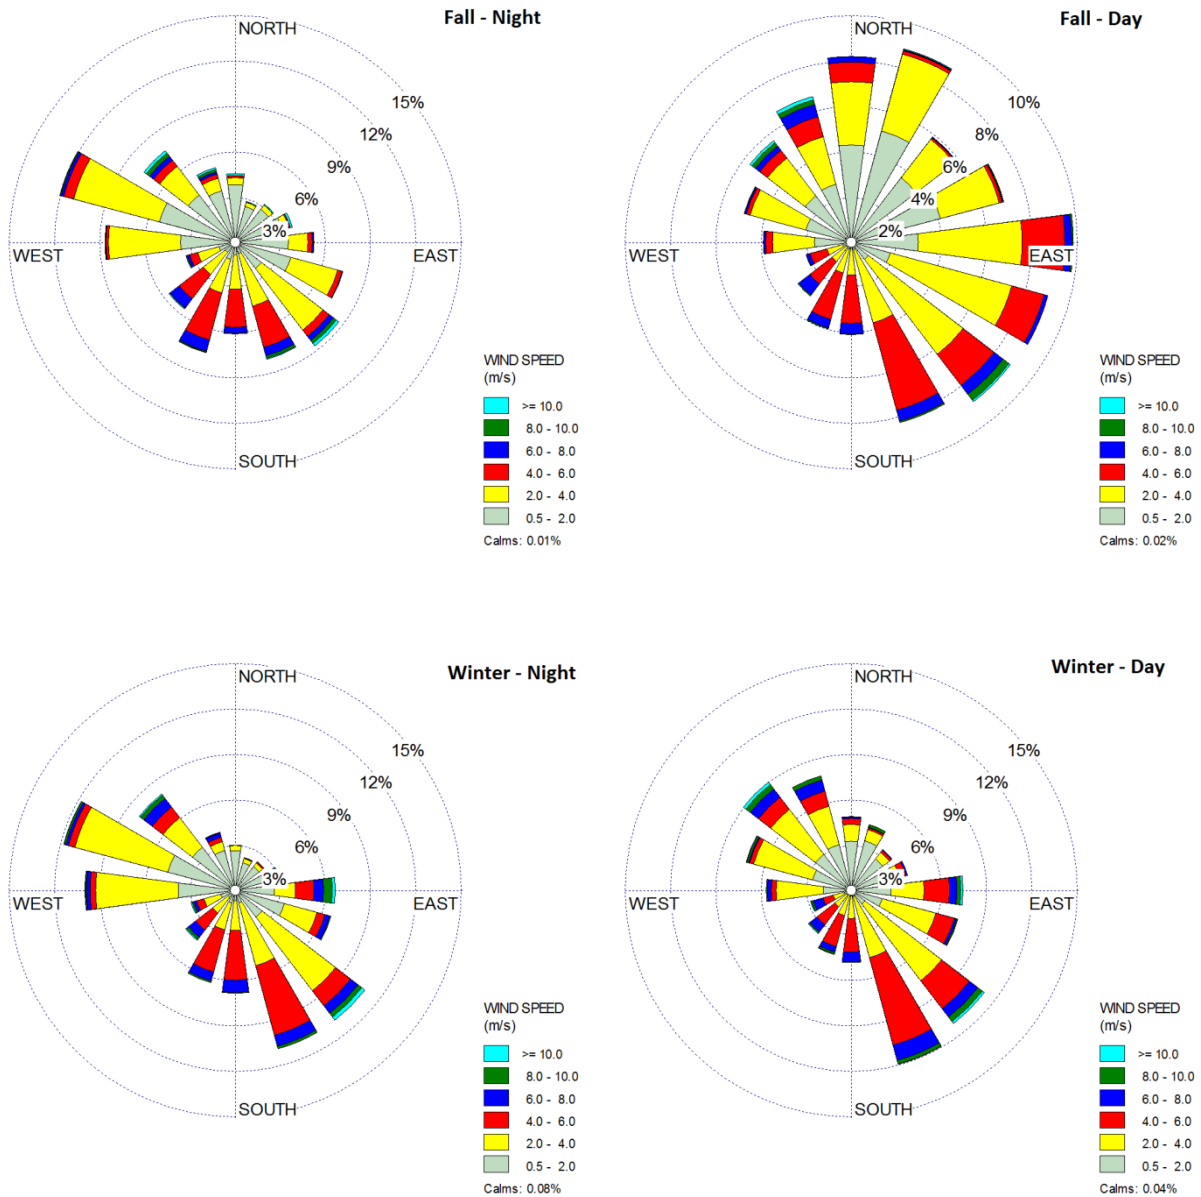 Fall - Night
NORTH
15%
12%
9%
6%
3%
WEST
EAST
SOUTH
WIND SPEED
(m/s)
>= 10.0
8.0 - 10.0
6.0 - 8.0
4.0 - 6.0
2.0 - 4.0
0.5 - 2.0
Calms: 0.01%
Fall - Day
NORTH
10%
8%
6%
4%
2%
WEST
EAST
SOUTH
WIND SPEED
(m/s)
>= 10.0
8.0 - 10.0
6.0 - 8.0
4.0 - 6.0
2.0 - 4.0
0.5 - 2.0
Calms: 0.02%
Winter - Night
NORTH
15%
12%
9%
6%
3%
WEST
EAST
SOUTH
WIND SPEED
(m/s)
>= 10.0
8.0 - 10.0
6.0 - 8.0
4.0 - 6.0
2.0 - 4.0
0.5 - 2.0
Calms: 0.08%
Winter - Day
NORTH
15%
12%
9%
6%
3%
WEST
EAST
SOUTH
WIND SPEED
(m/s)
>= 10.0
8.0 - 10.0
6.0 - 8.0
4.0 - 6.0
2.0 - 4.0
0.5 - 2.0
Calms: 0.04%